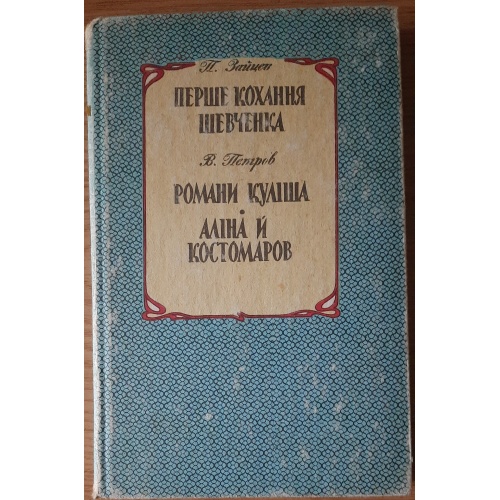 П. Зайцев
ПЕРШЕ КОХАННЯ
ШЕВЧЕНКА
В. Петров
РОМАНИ КУЛІША
•
АЛІНА Й
КОСТОМАРОВ